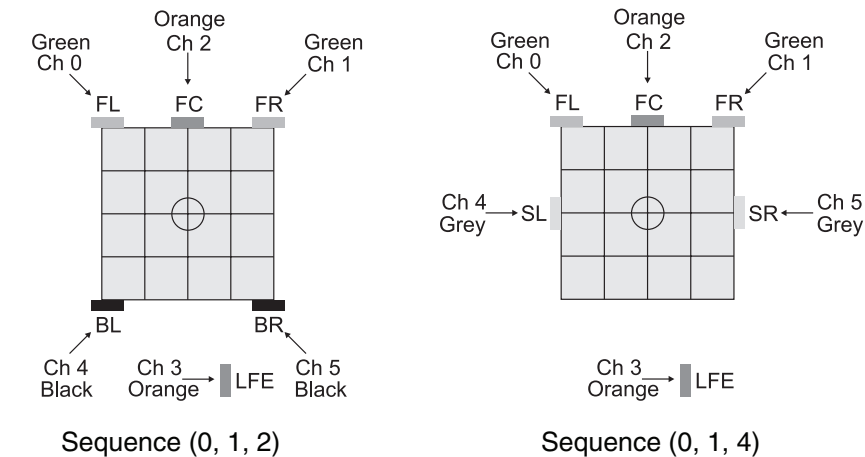 Orange
Ch 2
Green
Ch 0
Green
Ch 1
FL
FC
FR
BL
BR
Ch 4
Black
Ch 3
Orange
LFE
Ch 5
Black
Sequence (0, 1, 2)
Orange
Ch 2
Green
Ch 0
Green
Ch 1
FL
FC
FR
Ch 4
Grey
SL
SR
Ch 5
Grey
Ch 3
Orange
LFE
Sequence (0, 1, 4)